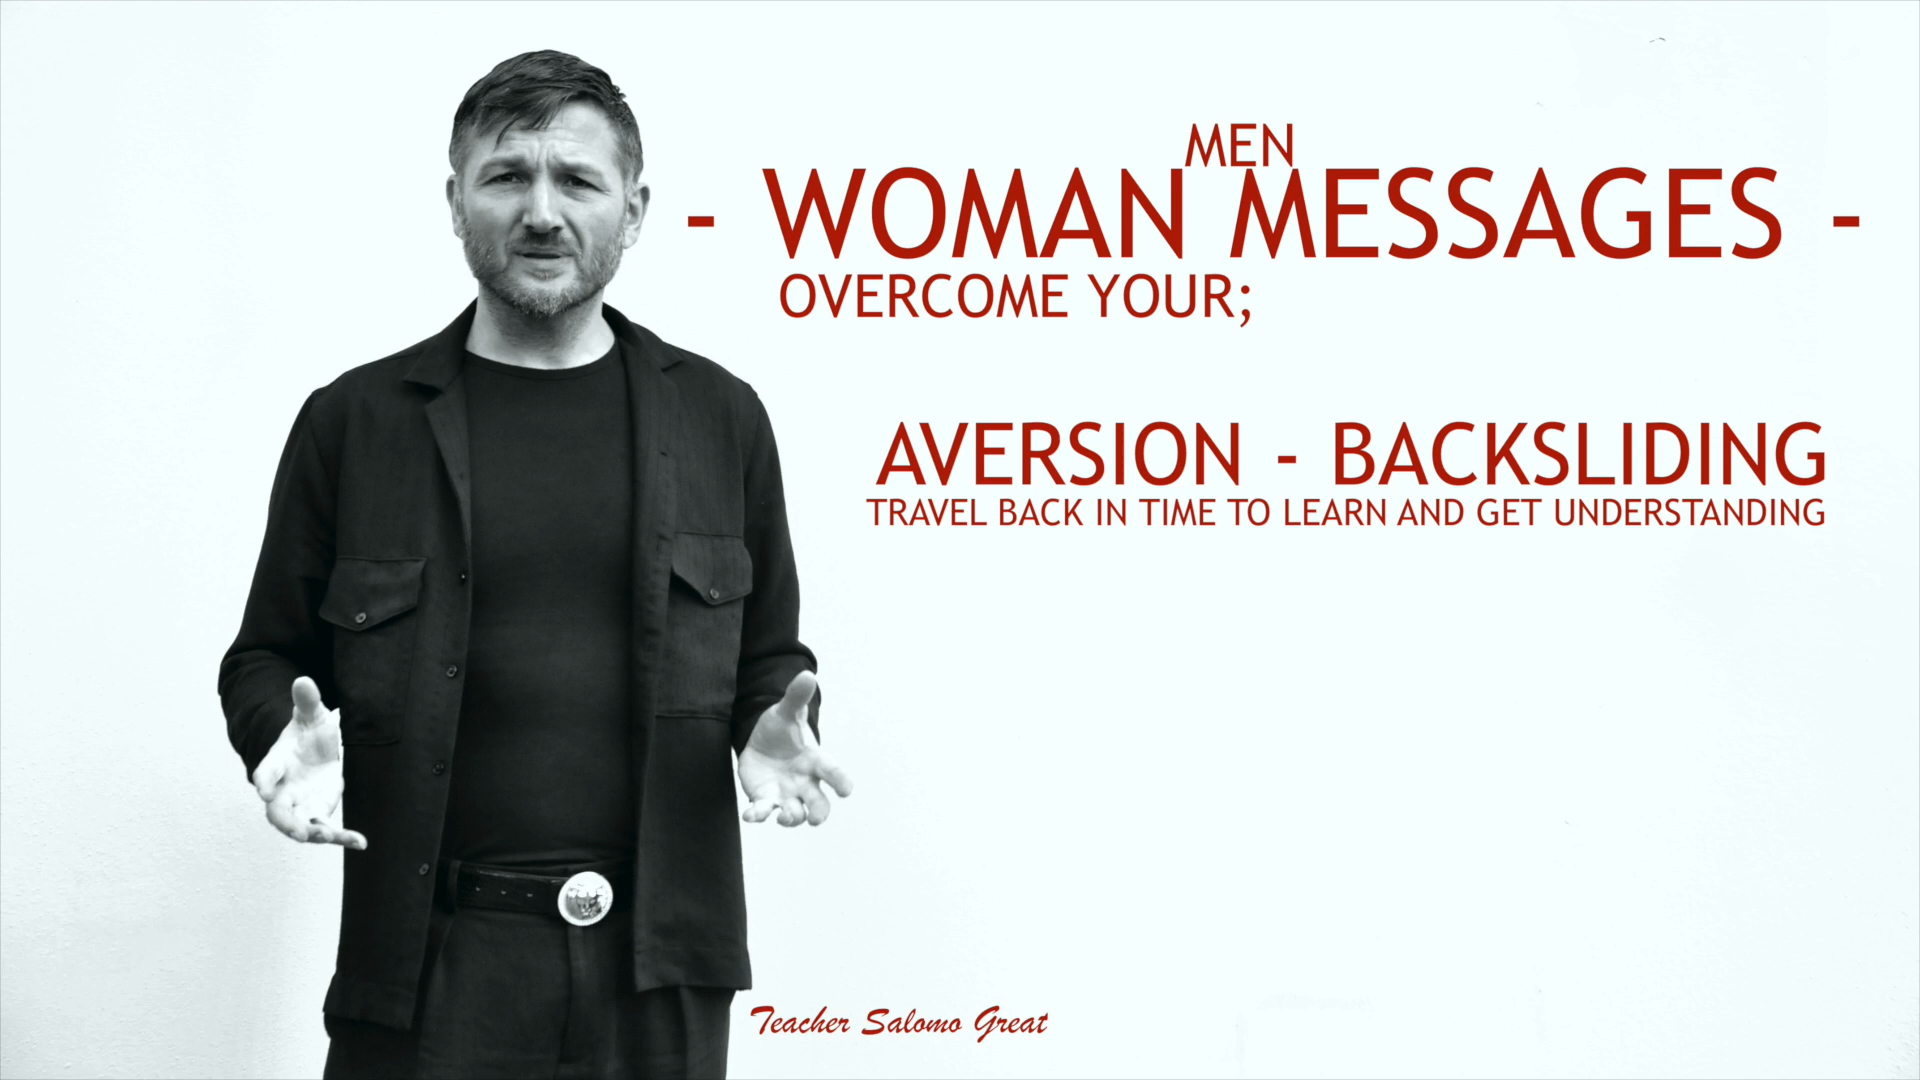 MEN
- WOMAN MESSAGES -
OVERCOME YOUR;
AVERSION - BACKSLIDING
TRAVEL BACK IN TIME TO LEARN AND GET UNDERSTANDING
Teacher Salomo Great